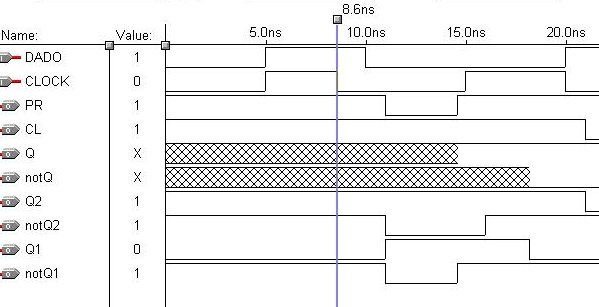 8.6ns
Name: Value: 5.0ns 10.0ns 15.0ns 20.0ns
DADO 1
CLOCK 0
PR 1
CL 1
Q X
notQ X
Q2 1
notQ2 1
Q1 0
notQ1 1